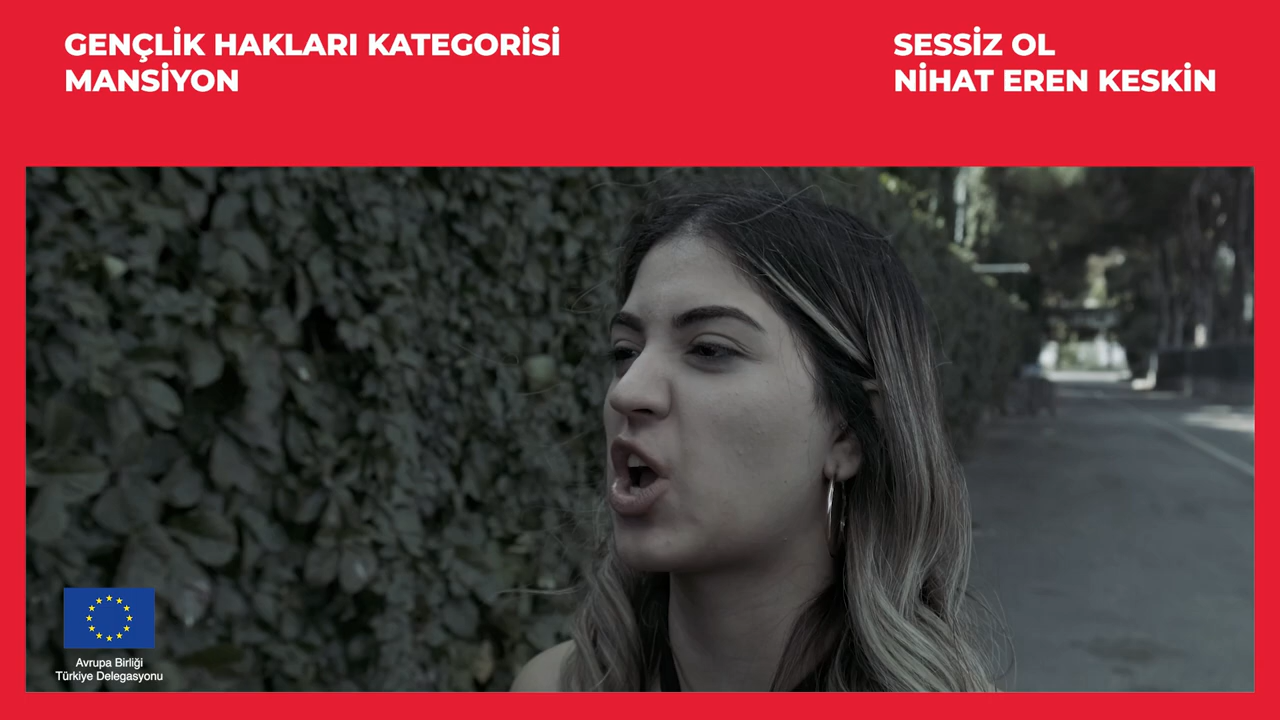 GENÇLİK HAKLARI KATEGORİSİ
MANSİYON
SESSİZ OL
NİHAT EREN KESKİN
Avrupa Birliği
Türkiye Delegasyonu